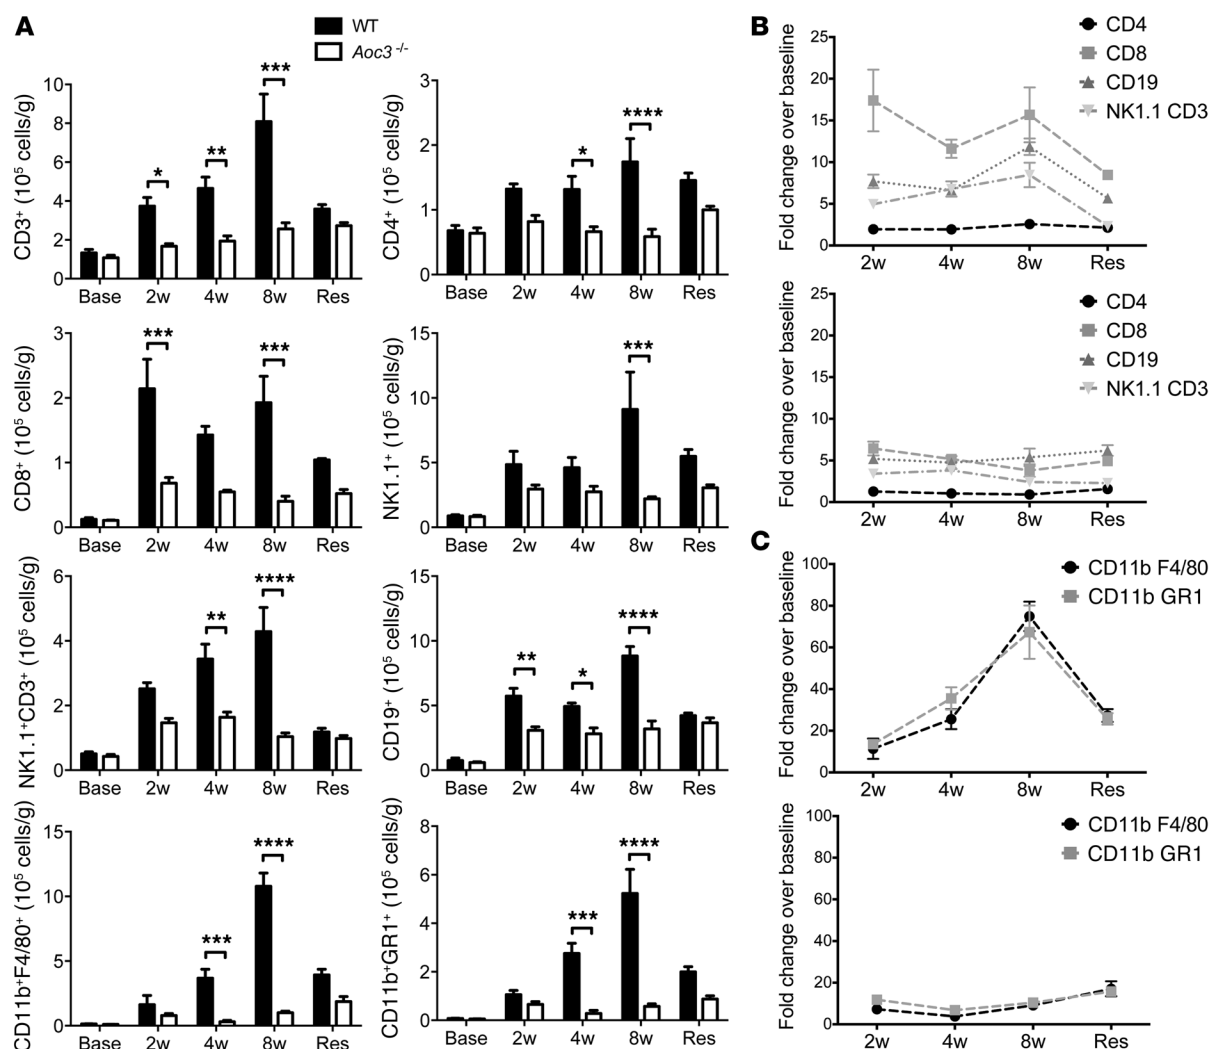 A
WT
Aoc3 -/-
CD3+ (10^5 cells/g)
10
8
6
4
2
0
*
**
***
Base 2w 4w 8w Res
CD4+ (10^5 cells/g)
3
2
1
0
*
****
Base 2w 4w 8w Res
CD8+ (10^5 cells/g)
3
2
1
0
***
***
Base 2w 4w 8w Res
NK1.1+ (10^5 cells/g)
15
10
5
0
***
Base 2w 4w 8w Res
NK1.1+CD3+ (10^5 cells/g)
6
4
2
0
**
****
Base 2w 4w 8w Res
CD19+ (10^5 cells/g)
15
10
5
0
**
*
****
Base 2w 4w 8w Res
CD11b+F4/80+ (10^5 cells/g)
15
10
5
0
***
****
Base 2w 4w 8w Res
CD11b+GR1+ (10^5 cells/g)
8
6
4
2
0
***
****
Base 2w 4w 8w Res
B
Fold change over baseline
25
20
15
10
5
0
CD4
CD8
CD19
NK1.1 CD3
2w 4w 8w Res
Fold change over baseline
25
20
15
10
5
0
CD4
CD8
CD19
NK1.1 CD3
2w 4w 8w Res
C
Fold change over baseline
100
80
60
40
20
0
CD11b F4/80
CD11b GR1
2w 4w 8w Res
Fold change over baseline
100
80
60
40
20
0
CD11b F4/80
CD11b GR1
2w 4w 8w Res